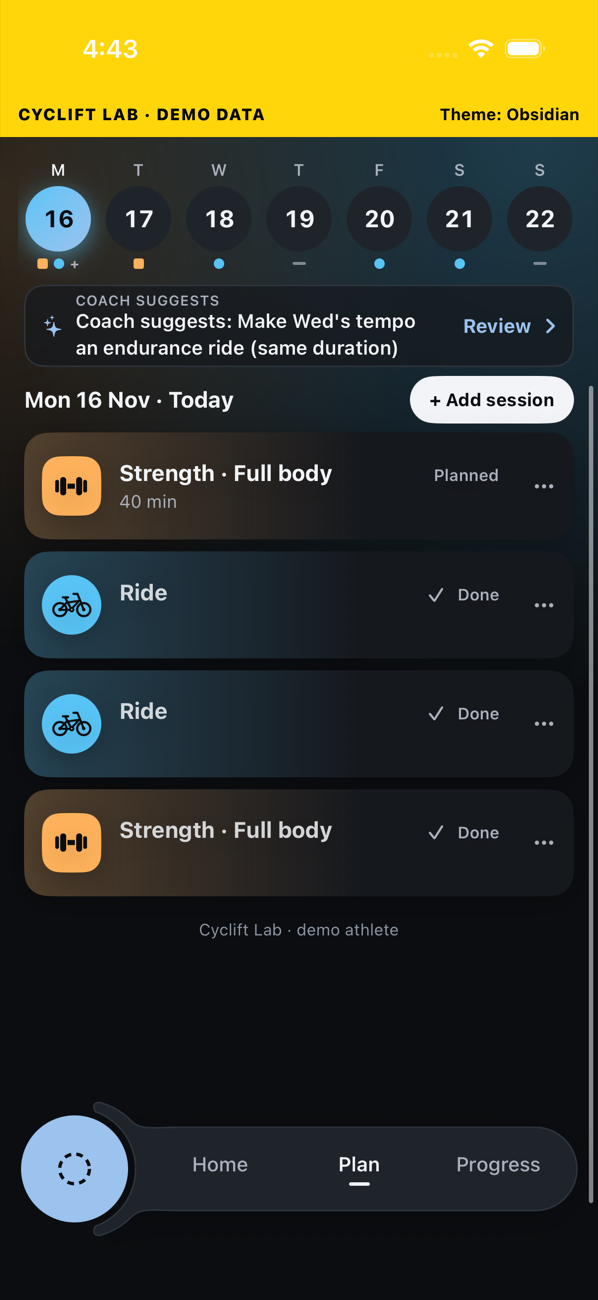 4:43
CYCLIFT LAB · DEMO DATA
Theme: Obsidian
M T W T F S S
16 17 18 19 20 21 22
+
COACH SUGGESTS
Coach suggests: Make Wed's tempo
an endurance ride (same duration)
Review
Mon 16 Nov · Today
+ Add session
Strength · Full body
Planned
40 min
Ride
Done
Ride
Done
Strength · Full body
Done
Cyclift Lab · demo athlete
Home
Plan
Progress